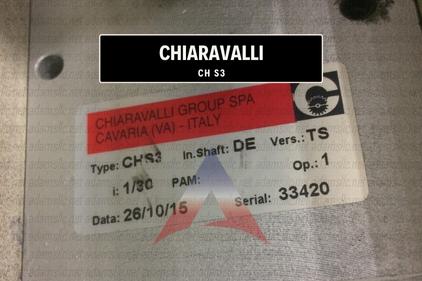 CHIARAVALLI
CH S3
CHIARAVALLI GROUP SPA
CAVARIA (VA) - ITALY
Type: CHS3 In.Shaft: DE Vers.: TS
i: 1/30 PAM: Op.: 1
Data: 26/10/15 Serial: 33420